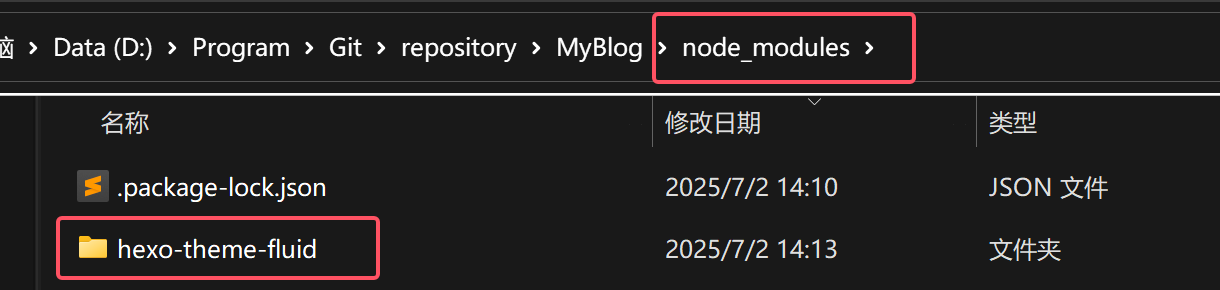 脑 › Data (D:) › Program › Git › repository › MyBlog › node_modules ›
名称 修改日期 类型
.package-lock.json 2025/7/2 14:10 JSON 文件
hexo-theme-fluid 2025/7/2 14:13 文件夹